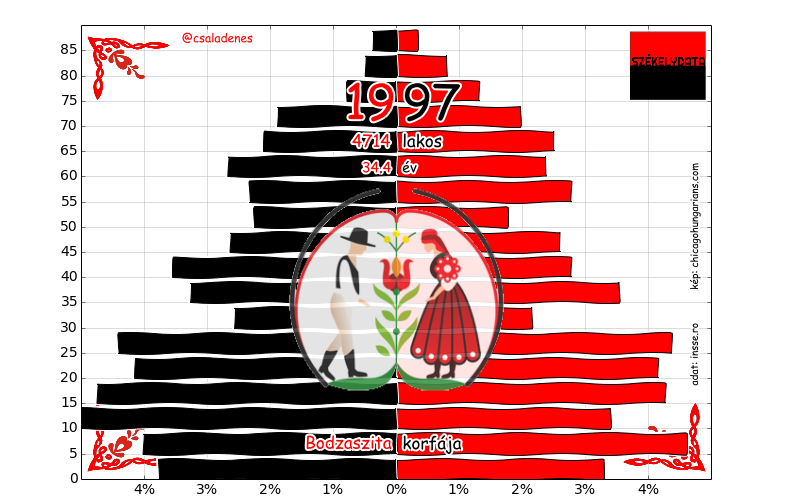 @csaladenes
SZÉKELYDATA
1997
4714 lakos
34.4 év
Bodzaszita korfája
kép: chicagohungarians.com
adat: insse.ro
85
80
75
70
65
60
55
50
45
40
35
30
25
20
15
10
5
0
4% 3% 2% 1% 0% 1% 2% 3% 4%